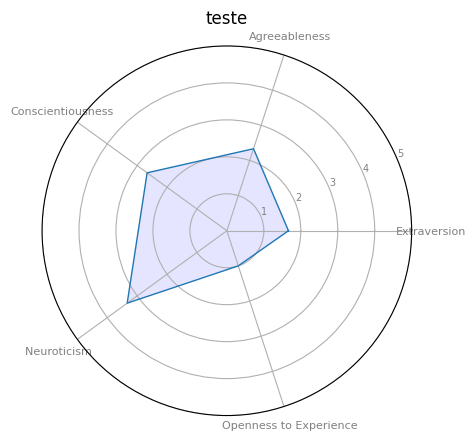 teste
Agreeableness
Conscientiousness
5
4
3
2
1
Extraversion
Neuroticism
Openness to Experience